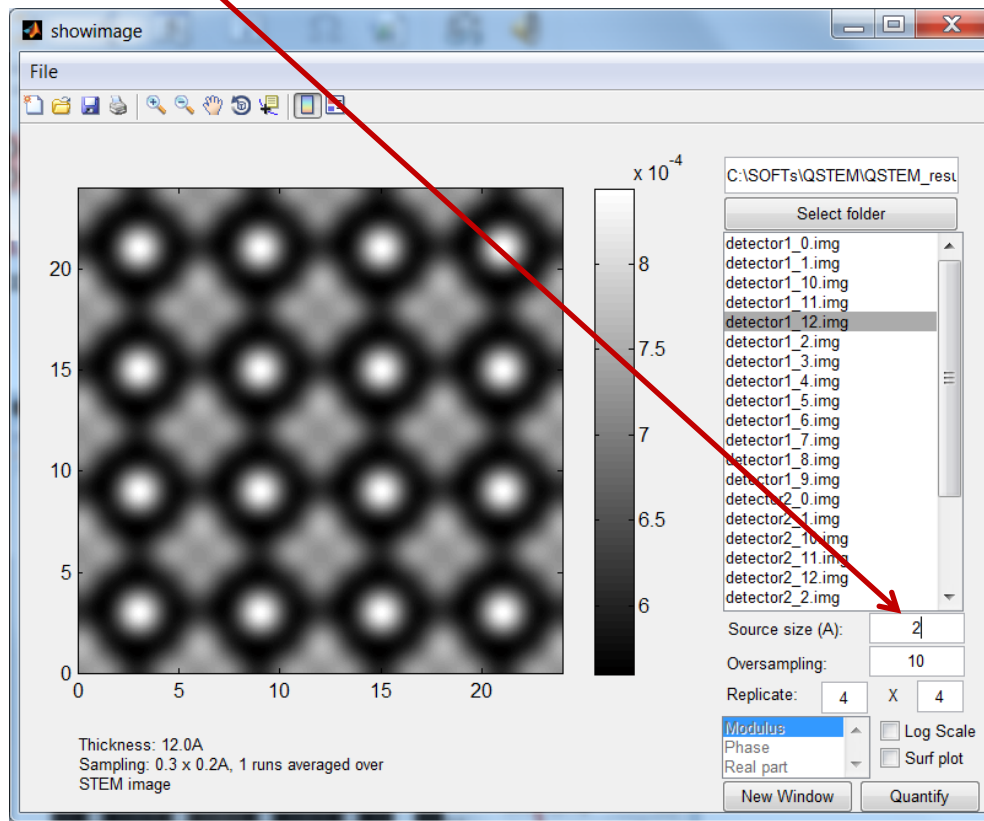 showimage
File
x 10-4
20
15
10
5
0
0 5 10 15 20
8
7.5
7
6.5
6
Thickness: 12.0A
Sampling: 0.3 x 0.2A, 1 runs averaged over
STEM image
C:\SOFTs\QSTEM\QSTEM_resu
Select folder
detector1_0.img
detector1_1.img
detector1_10.img
detector1_11.img
detector1_12.img
detector1_2.img
detector1_3.img
detector1_4.img
detector1_5.img
detector1_6.img
detector1_7.img
detector1_8.img
detector1_9.img
detector2_0.img
detector2_1.img
detector2_10.img
detector2_11.img
detector2_12.img
detector2_2.img
Source size (A): 2
Oversampling: 10
Replicate: 4 X 4
Modulus
Phase
Real part
Log Scale
Surf plot
New Window
Quantify